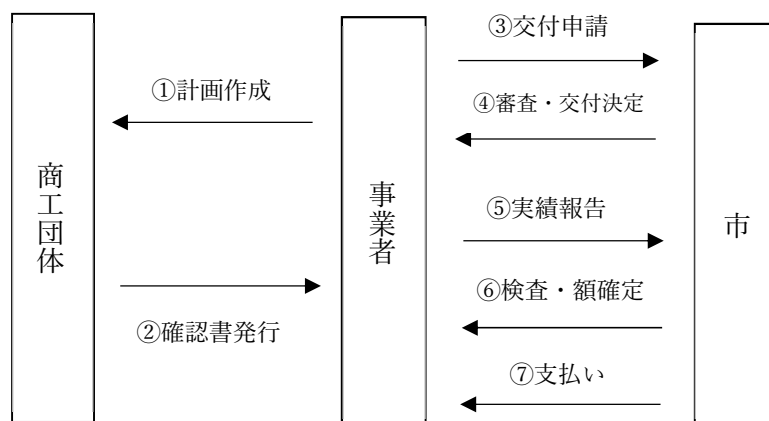 商工団体
①計画作成
②確認書発行
事業者
③交付申請
④審査・交付決定
⑤実績報告
⑥検査・額確定
⑦支払い
市